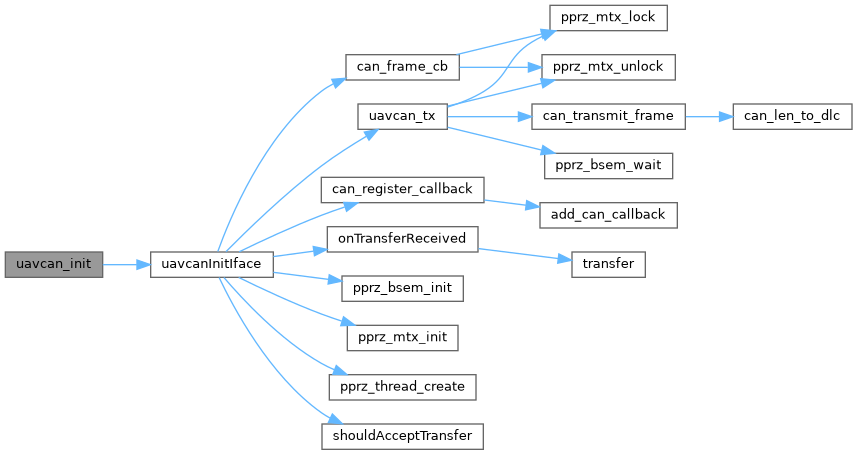 uavcan_init
uavcanInitIface
can_frame_cb
pprz_mtx_lock
pprz_mtx_unlock
uavcan_tx
can_transmit_frame
can_len_to_dlc
pprz_bsem_wait
can_register_callback
add_can_callback
onTransferReceived
transfer
pprz_bsem_init
pprz_mtx_init
pprz_thread_create
shouldAcceptTransfer